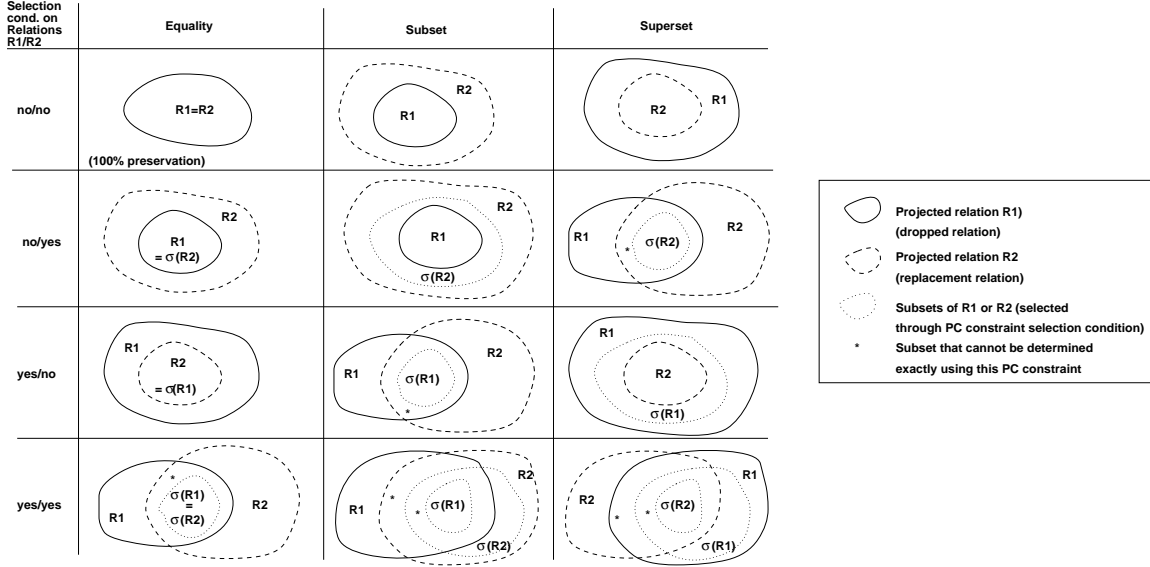 Selection
cond. on
Relations
R1/R2
Equality
Subset
Superset
no/no
R1=R2
(100% preservation)
R2
R1
R1
R2
no/yes
R2
R1
= σ(R2)
R2
R1
σ(R2)
R1
* σ(R2)
R2
yes/no
R1
R2
= σ(R1)
R1
σ(R1)
R2
*
R1
R2
σ(R1)
yes/yes
*
σ(R1)
=
σ(R2)
R1
R2
R2
*
σ(R1)
R1
*
σ(R2)
R1
R2
σ(R2)
* *
σ(R1)
Projected relation R1)
(dropped relation)
Projected relation R2
(replacement relation)
Subsets of R1 or R2 (selected
through PC constraint selection condition)
* Subset that cannot be determined
exactly using this PC constraint